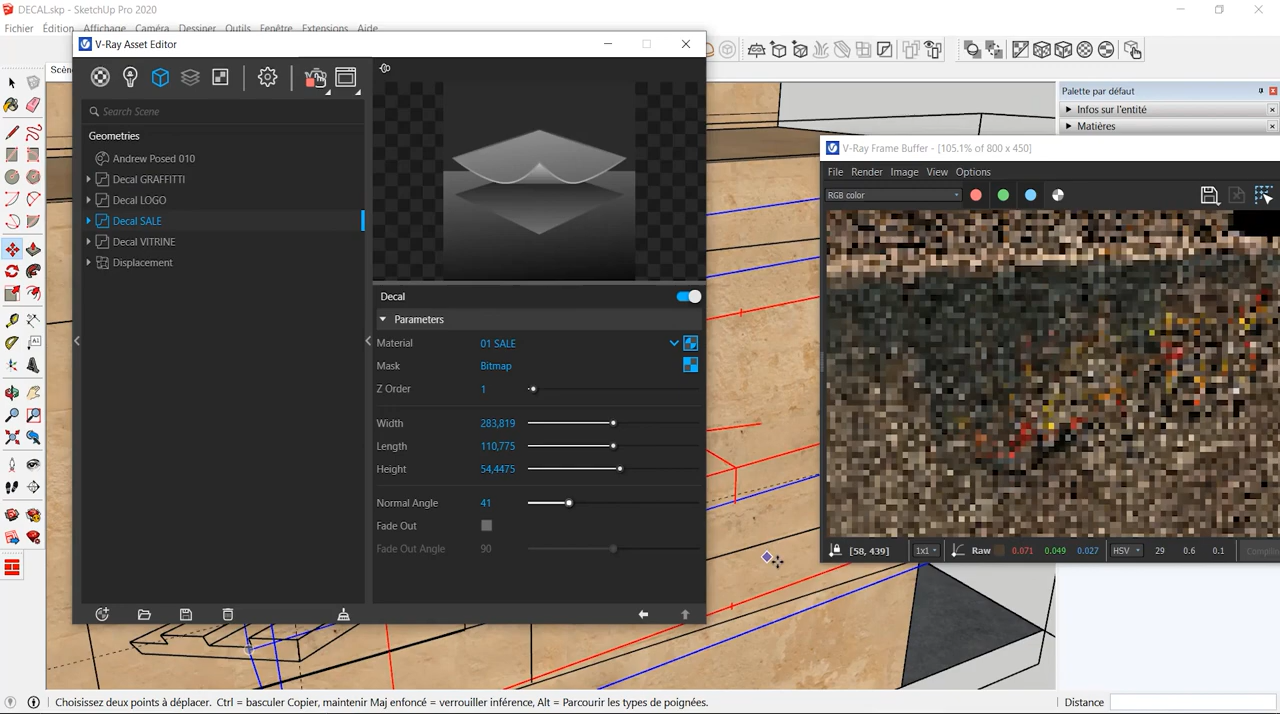 DECAL.skp - SketchUp Pro 2020
Fichier Édition Affichage Caméra Dessiner Outils Fenêtre Extensions Aide
V-Ray Asset Editor
Palette par défaut
Infos sur l'entité
Matières
Search Scene
Geometries
Andrew Posed 010
Decal GRAFFITTI
Decal LOGO
Decal SALE
Decal VITRINE
Displacement
Decal
Parameters
Material 01 SALE
Mask Bitmap
Z Order 1
Width 283,819
Length 110,775
Height 54,4475
Normal Angle 41
Fade Out
Fade Out Angle 90
V-Ray Frame Buffer - [105.1% of 800 x 450]
File Render Image View Options
RGB color
[58, 439] 1x1 Raw 0.071 0.049 0.027 HSV 29 0.6 0.1
Choisissez deux points à déplacer. Ctrl = basculer Copier, maintenir Maj enfoncé = verrouiller inférence, Alt = Parcourir les types de poignées.
Distance